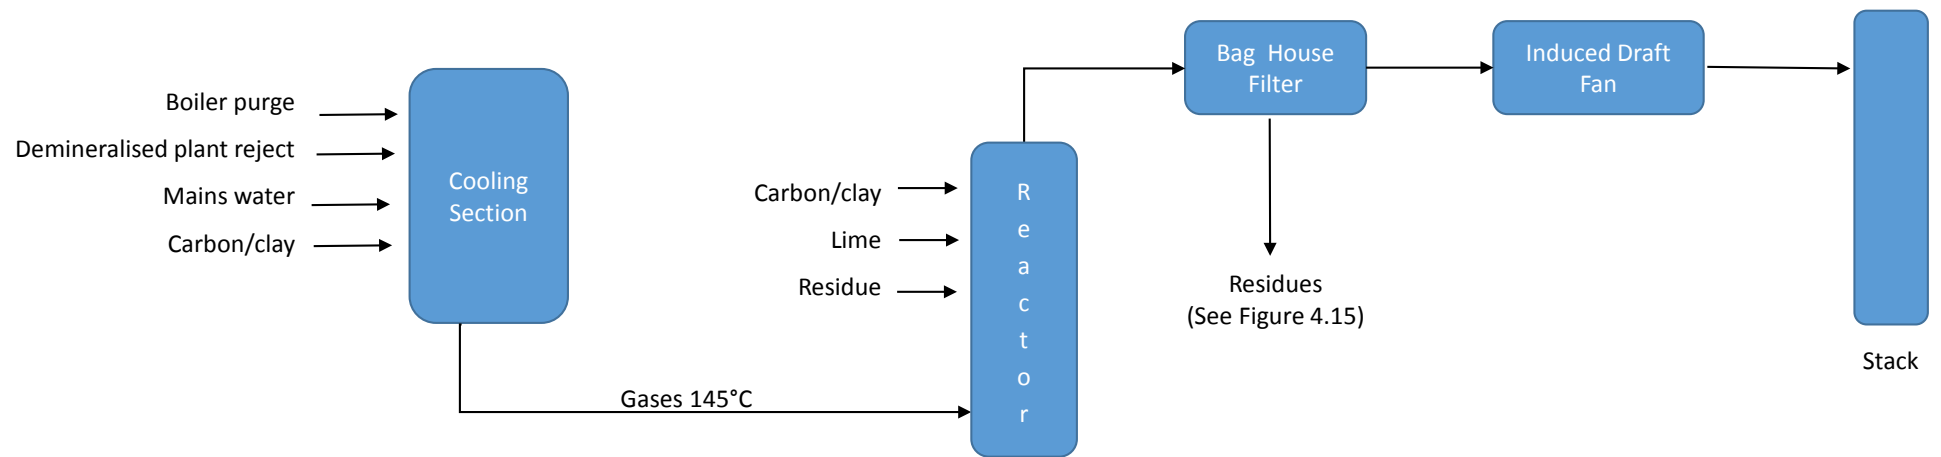 Boiler purge
Demineralised plant reject
Mains water
Carbon/clay
Cooling
Section
Gases 145°C
Carbon/clay
Lime
Residue
R
e
a
c
t
o
r
Bag House
Filter
Residues
(See Figure 4.15)
Induced Draft
Fan
Stack